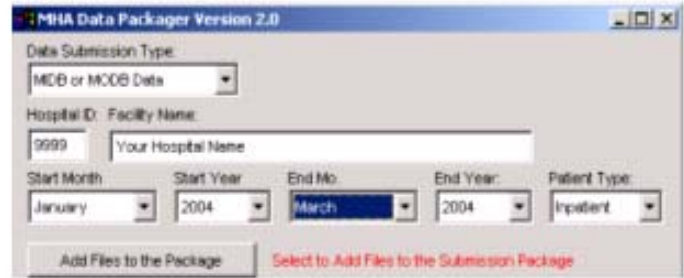 MHA Data Packager Version 2.0
Data Submission Type:
MIDB or MODB Data
Hospital ID: Facility Name:
9999 Your Hospital Name
Start Month Start Year End Mo. End Year: Patient Type:
January 2004 March 2004 Inpatient
Add Files to the Package Select to Add Files to the Submission Package